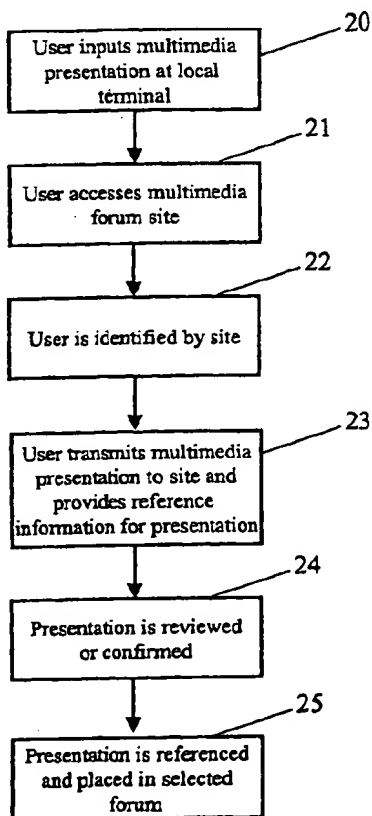 20
User inputs multimedia
presentation at local
terminal
21
User accesses multimedia
forum site
22
User is identified by site
23
User transmits multimedia
presentation to site and
provides reference
information for presentation
24
Presentation is reviewed
or confirmed
25
Presentation is referenced
and placed in selected
forum